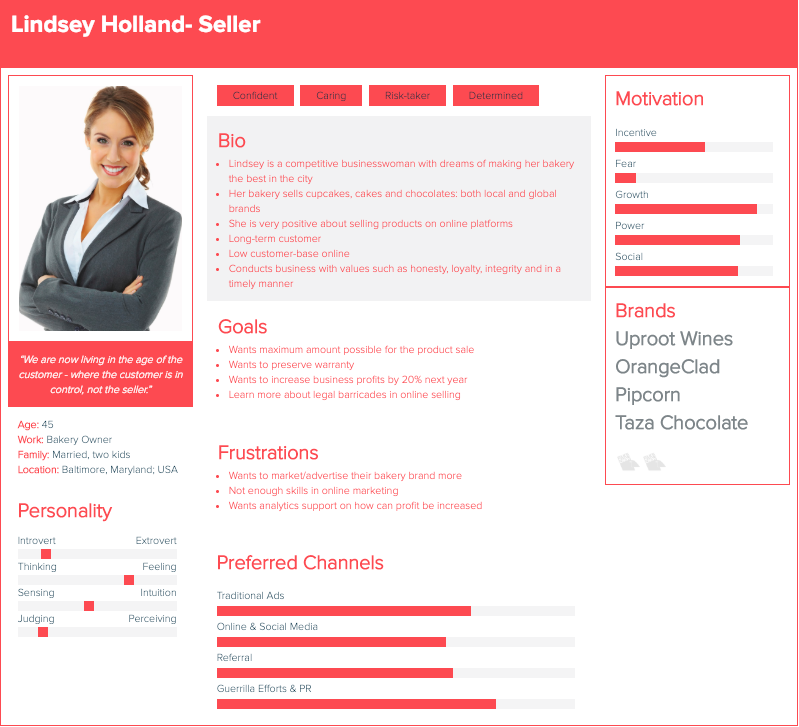 Lindsey Holland- Seller
"We are now living in the age of the
customer - where the customer is in
control, not the seller."
Age: 45
Work: Bakery Owner
Family: Married, two kids
Location: Baltimore, Maryland; USA
Personality
Introvert Extrovert
Thinking Feeling
Sensing Intuition
Judging Perceiving
Confident Caring Risk-taker Determined
Bio
• Lindsey is a competitive businesswoman with dreams of making her bakery
the best in the city
• Her bakery sells cupcakes, cakes and chocolates: both local and global
brands
• She is very positive about selling products on online platforms
• Long-term customer
• Low customer-base online
• Conducts business with values such as honesty, loyalty, integrity and in a
timely manner
Goals
• Wants maximum amount possible for the product sale
• Wants to preserve warranty
• Wants to increase business profits by 20% next year
• Learn more about legal barricades in online selling
Frustrations
• Wants to market/advertise their bakery brand more
• Not enough skills in online marketing
• Wants analytics support on how can profit be increased
Preferred Channels
Traditional Ads
Online & Social Media
Referral
Guerrilla Efforts & PR
Motivation
Incentive
Fear
Growth
Power
Social
Brands
Uproot Wines
OrangeClad
Pipcorn
Taza Chocolate